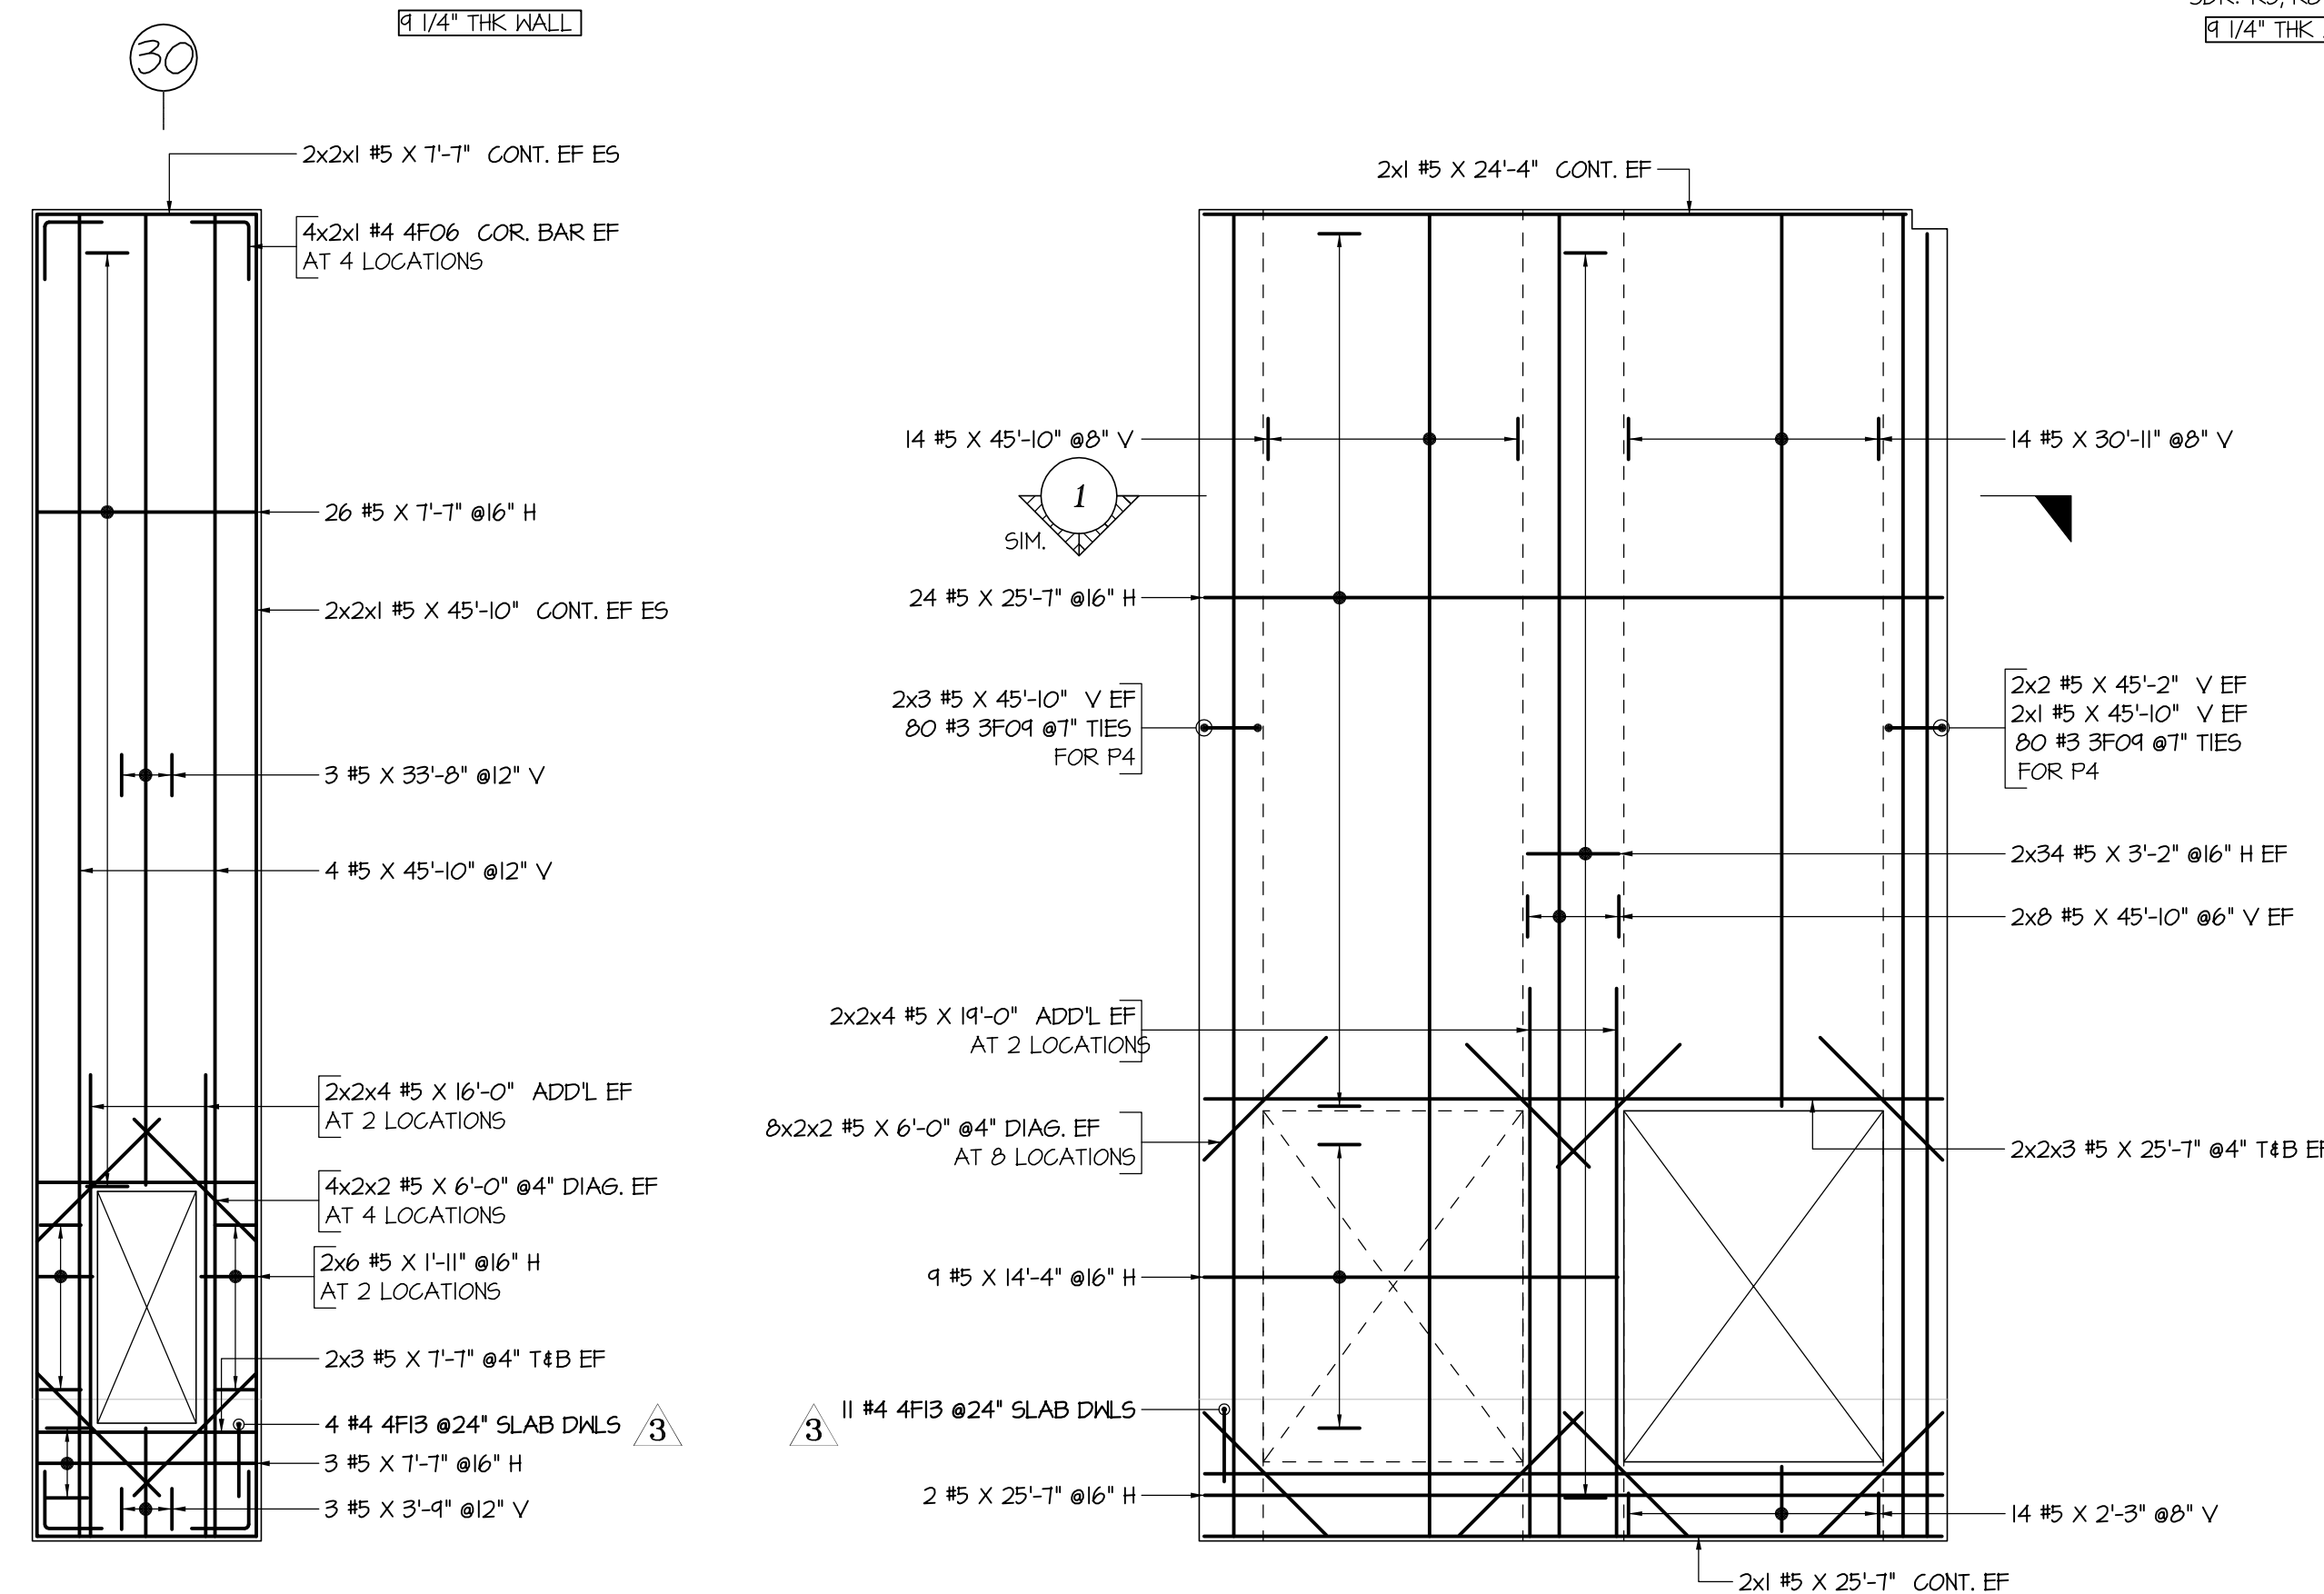 9 1/4" THK WALL
9 1/4" THK
30
2x2x1 #5 X 7'-7" CONT. EF ES
4x2x1 #4 4F06 COR. BAR EF
AT 4 LOCATIONS
26 #5 X 7'-7" @16" H
2x2x1 #5 X 45'-10" CONT. EF ES
3 #5 X 33'-8" @12" V
4 #5 X 45'-10" @12" V
2x2x4 #5 X 16'-0" ADD'L EF
AT 2 LOCATIONS
4x2x2 #5 X 6'-0" @4" DIAG. EF
AT 4 LOCATIONS
2x6 #5 X 1'-11" @16" H
AT 2 LOCATIONS
2x3 #5 X 7'-7" @4" T&B EF
4 #4 4F13 @24" SLAB DWLS
3
3 #5 X 7'-7" @16" H
3 #5 X 3'-9" @12" V
2x1 #5 X 24'-4" CONT. EF
14 #5 X 45'-10" @8" V
1
SIM.
24 #5 X 25'-7" @16" H
2x3 #5 X 45'-10" V EF
80 #3 3F09 @7" TIES
FOR P4
2x2x4 #5 X 19'-0" ADD'L EF
AT 2 LOCATIONS
8x2x2 #5 X 6'-0" @4" DIAG. EF
AT 8 LOCATIONS
9 #5 X 14'-4" @16" H
3
11 #4 4F13 @24" SLAB DWLS
2 #5 X 25'-7" @16" H
14 #5 X 30'-11" @8" V
2x2 #5 X 45'-2" V EF
2x1 #5 X 45'-10" V EF
80 #3 3F09 @7" TIES
FOR P4
2x34 #5 X 3'-2" @16" H EF
2x8 #5 X 45'-10" @6" V EF
2x2x3 #5 X 25'-7" @4" T&B EF
14 #5 X 2'-3" @8" V
2x1 #5 X 25'-7" CONT. EF